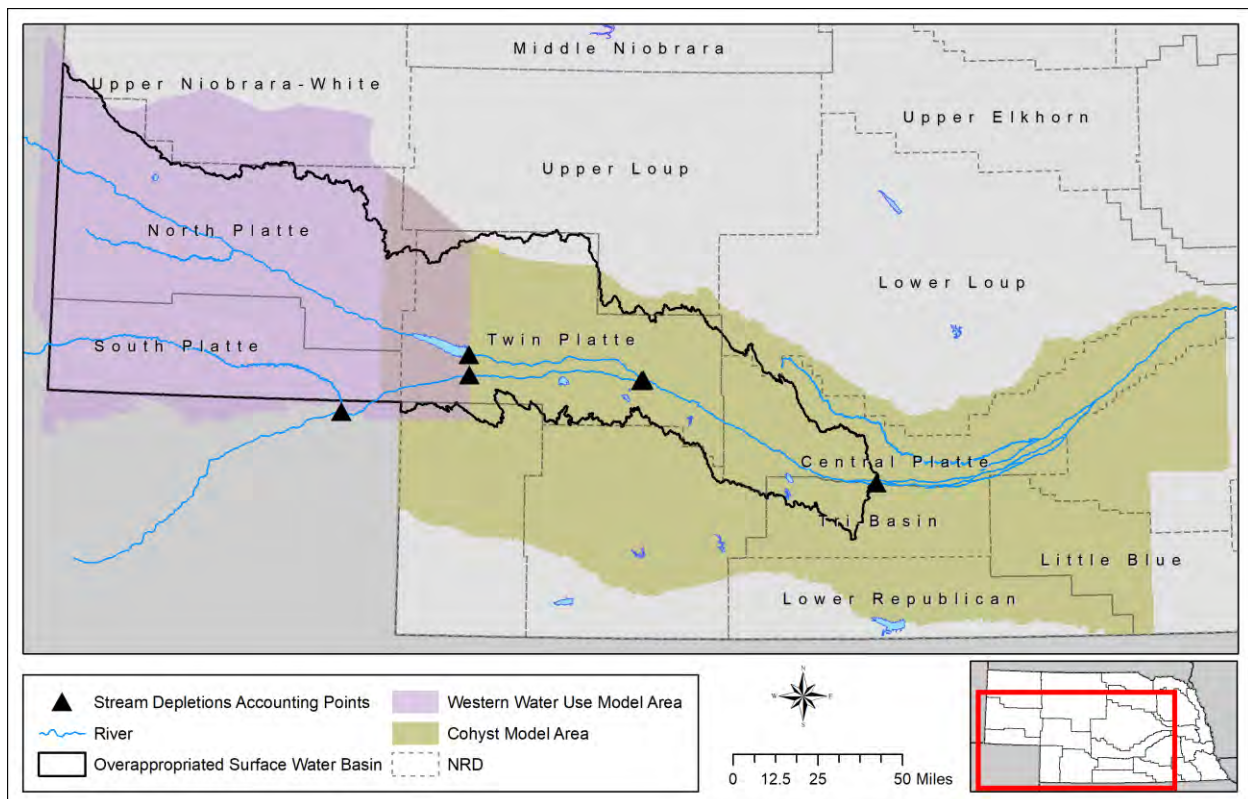 Middle Niobrara
Upper Niobrara-White
Upper Elkhorn
Upper Loup
North Platte
Lower Loup
Twin Platte
South Platte
Central Platte
Tri Basin
Little Blue
Lower Republican
Stream Depletions Accounting Points
River
Overappropriated Surface Water Basin
Western Water Use Model Area
Cohyst Model Area
NRD
N
W E
S
0 12.5 25 50 Miles